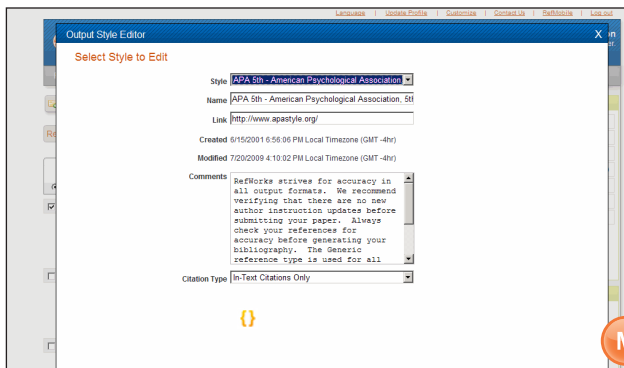 Language | Update Profile | Customize | Contact Us | RefMobile | Log out
Output Style Editor X
Select Style to Edit
Style APA 5th - American Psychological Association
Name APA 5th - American Psychological Association, 5th
Link http://www.apastyle.org/
Created 6/15/2001 6:56:06 PM Local Timezone (GMT -4hr)
Modified 7/20/2009 4:10:02 PM Local Timezone (GMT -4hr)
Comments RefWorks strives for accuracy in
all output formats. We recommend
verifying that there are no new
author instruction updates before
submitting your paper. Always
check your references for
accuracy before generating your
bibliography. The Generic
reference type is used for all
Citation Type In-Text Citations Only
{}